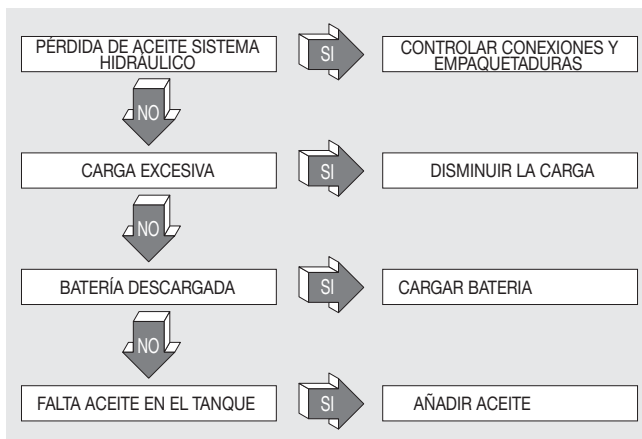 PÉRDIDA DE ACEITE SISTEMA
HIDRÁULICO
SI
CONTROLAR CONEXIONES Y
EMPAQUETADURAS
NO
CARGA EXCESIVA
SI
DISMINUIR LA CARGA
NO
BATERÍA DESCARGADA
SI
CARGAR BATERIA
NO
FALTA ACEITE EN EL TANQUE
SI
AÑADIR ACEITE